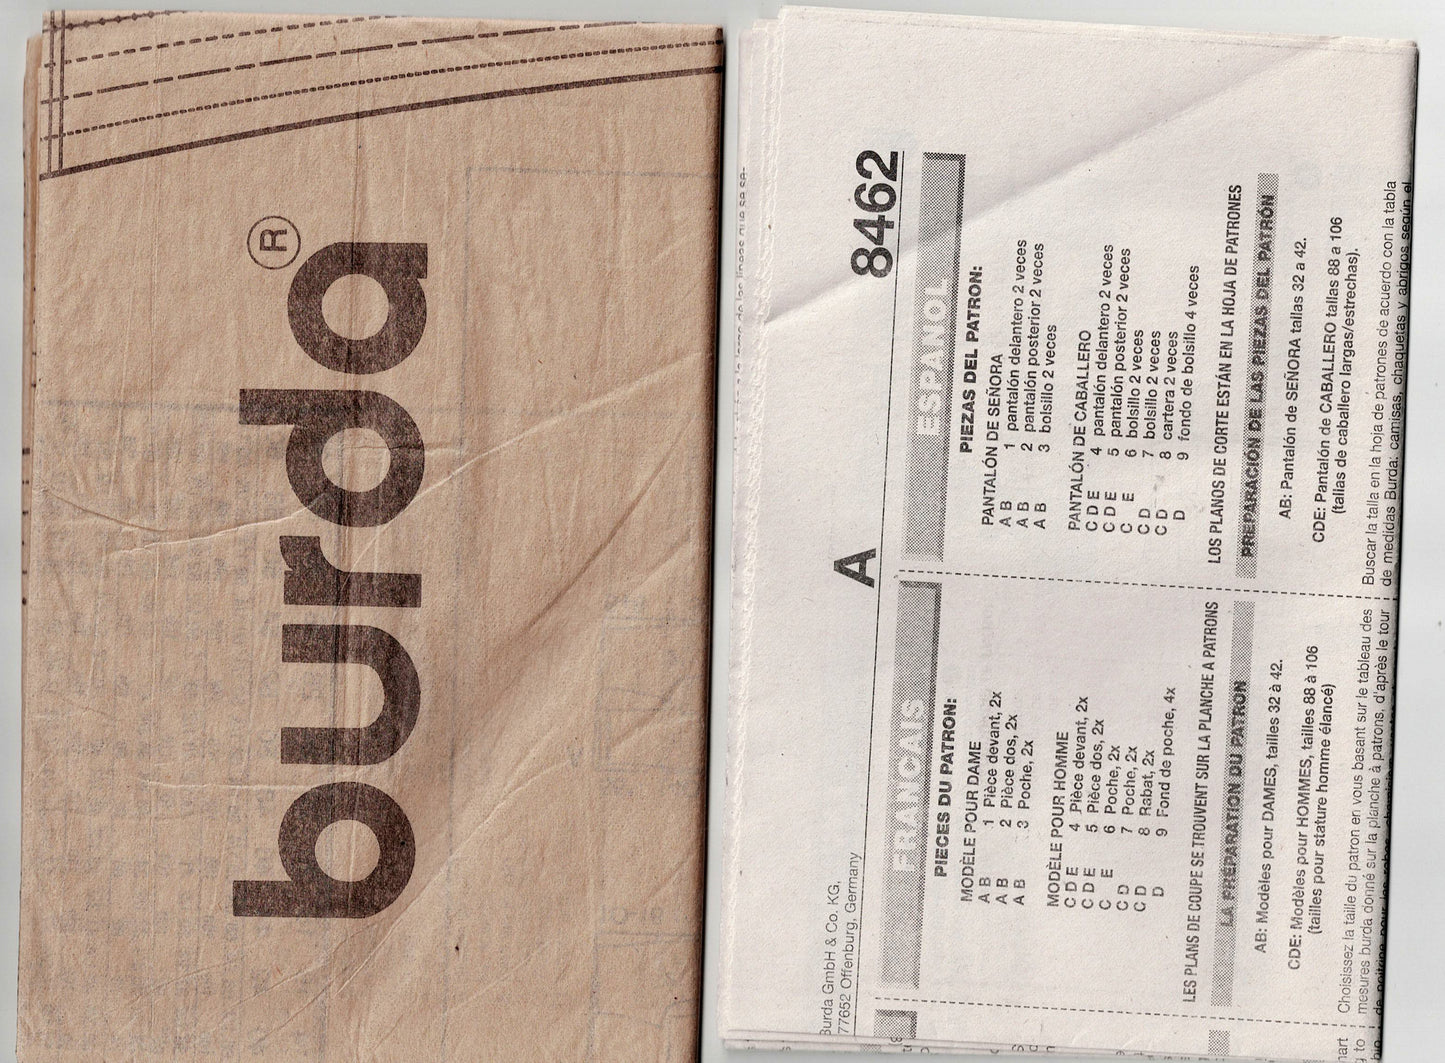 burda®
Burda GmbH & Co. KG,
77652 Offenburg, Germany
A
8462
FRANCAIS
PIECES DU PATRON:
MODÈLE POUR DAME
A B 1 Pièce devant, 2x
A B 2 Pièce dos, 2x
A B 3 Poche, 2x
MODÈLE POUR HOMME
C D E 4 Pièce devant, 2x
C D E 5 Pièce dos, 2x
C E 6 Poche, 2x
C D 7 Poche, 2x
C D 8 Rabat, 2x
D 9 Fond de poche, 4x
LES PLANS DE COUPE SE TROUVENT SUR LA PLANCHE A PATRONS
LA PRÉPARATION DU PATRON
AB: Modèles pour DAMES, tailles 32 à 42.
CDE: Modèles pour HOMMES, tailles 88 à 106
(tailles pour stature homme élancé)
Choisissez la taille du patron en vous basant sur le tableau des
mesures burda donné sur la planche à patrons, d'après le tour
ESPAÑOL
PIEZAS DEL PATRON:
PANTALÓN DE SEÑORA
A B 1 pantalón delantero 2 veces
A B 2 pantalón posterior 2 veces
A B 3 bolsillo 2 veces
PANTALÓN DE CABALLERO
C D E 4 pantalón delantero 2 veces
C D E 5 pantalón posterior 2 veces
C E 6 bolsillo 2 veces
C D 7 bolsillo 2 veces
C D 8 cartera 2 veces
D 9 fondo de bolsillo 4 veces
LOS PLANOS DE CORTE ESTÁN EN LA HOJA DE PATRONES
PREPARACIÓN DE LAS PIEZAS DEL PATRÓN
AB: Pantalón de SEÑORA tallas 32 a 42.
CDE: Pantalón de CABALLERO tallas 88 a 106
(tallas de caballero largas/estrechas).
Buscar la talla en la hoja de patrones de acuerdo con la tabla
de medidas Burda: camisas, chaquetas y abrigos según el